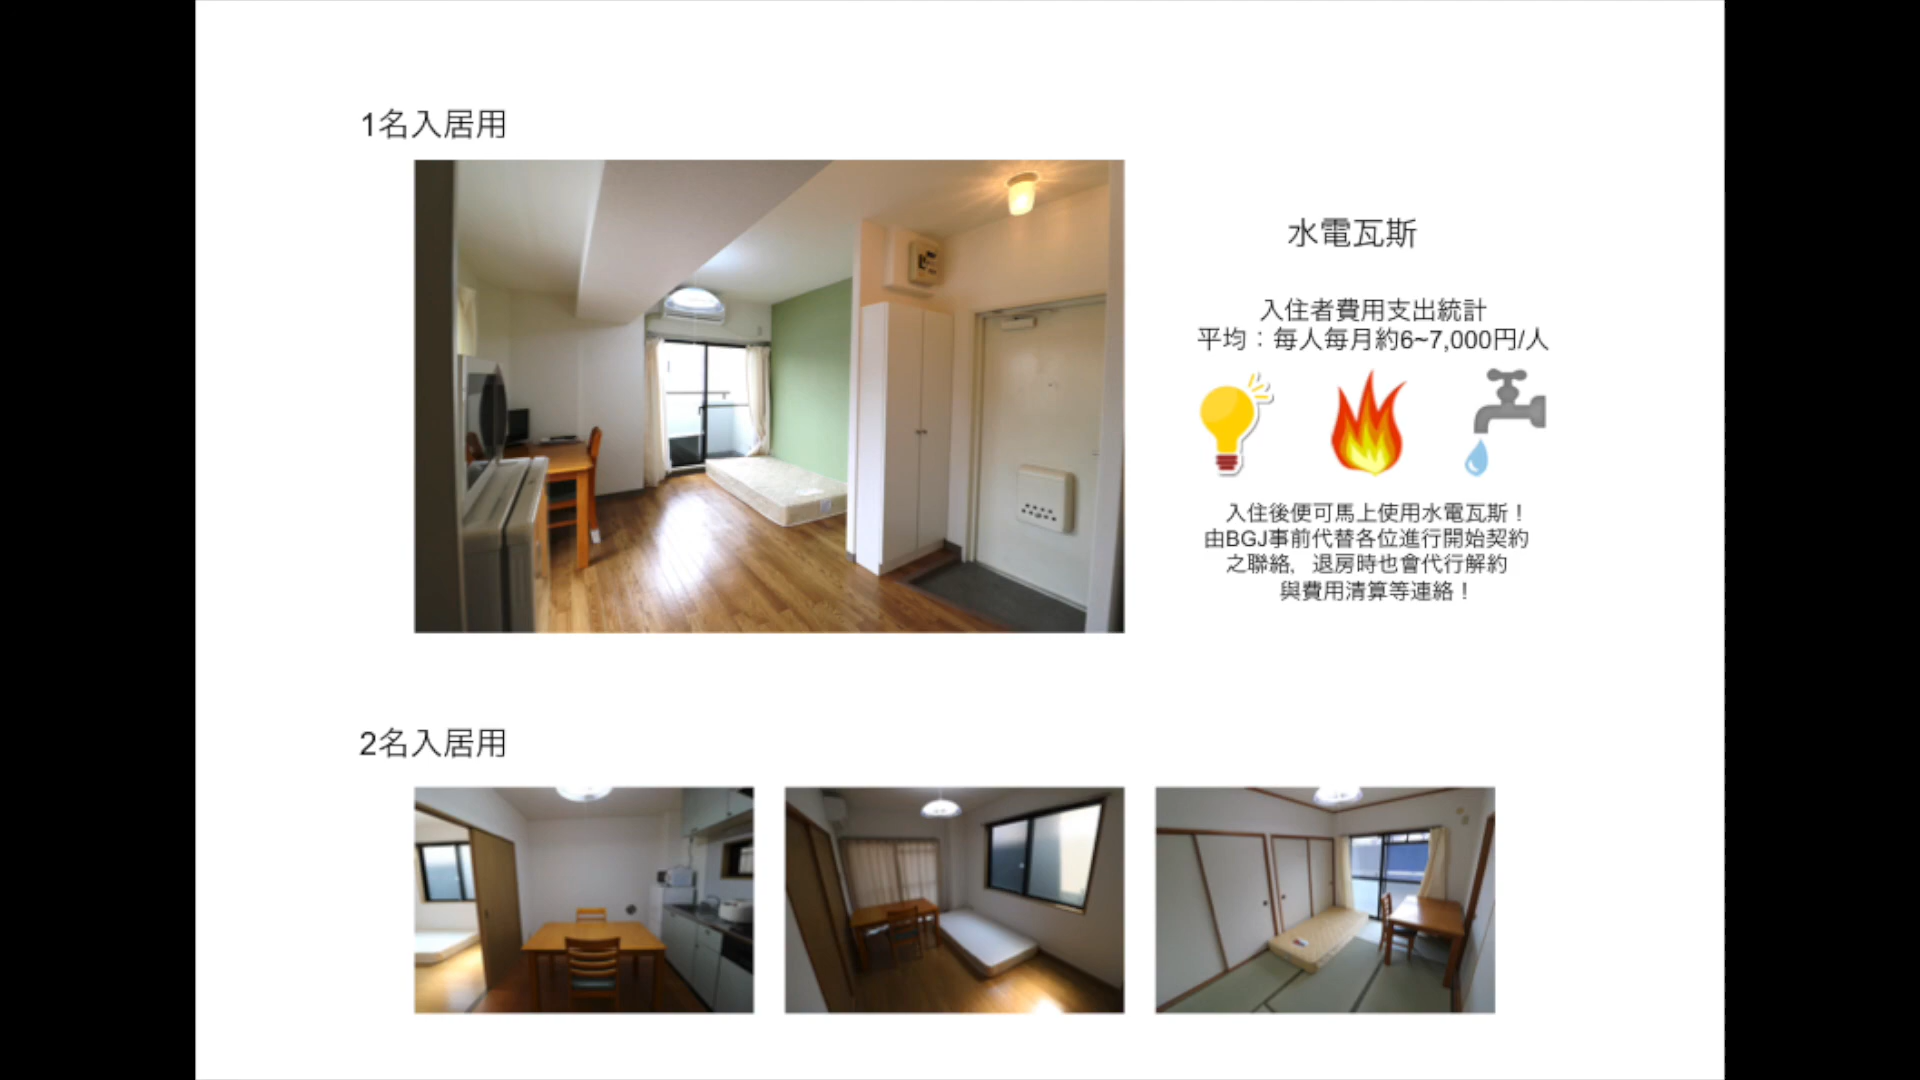 1名入居用
水電瓦斯
入住者費用支出統計
平均：每人每月約6~7,000円/人
入住後便可馬上使用水電瓦斯！
由BGJ事前代替各位進行開始契約
之聯絡，退房時也會代行解約
與費用清算等連絡！
2名入居用